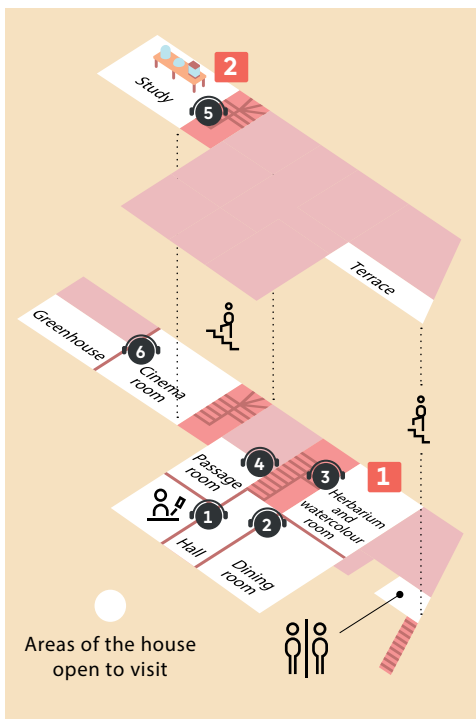 2
Study
5
Terrace
Greenhouse
6
Cinema
room
Passage
room
4
3
1
Herbarium
and
watercolour
room
1
2
Hall
Dining
room
Areas of the house
open to visit